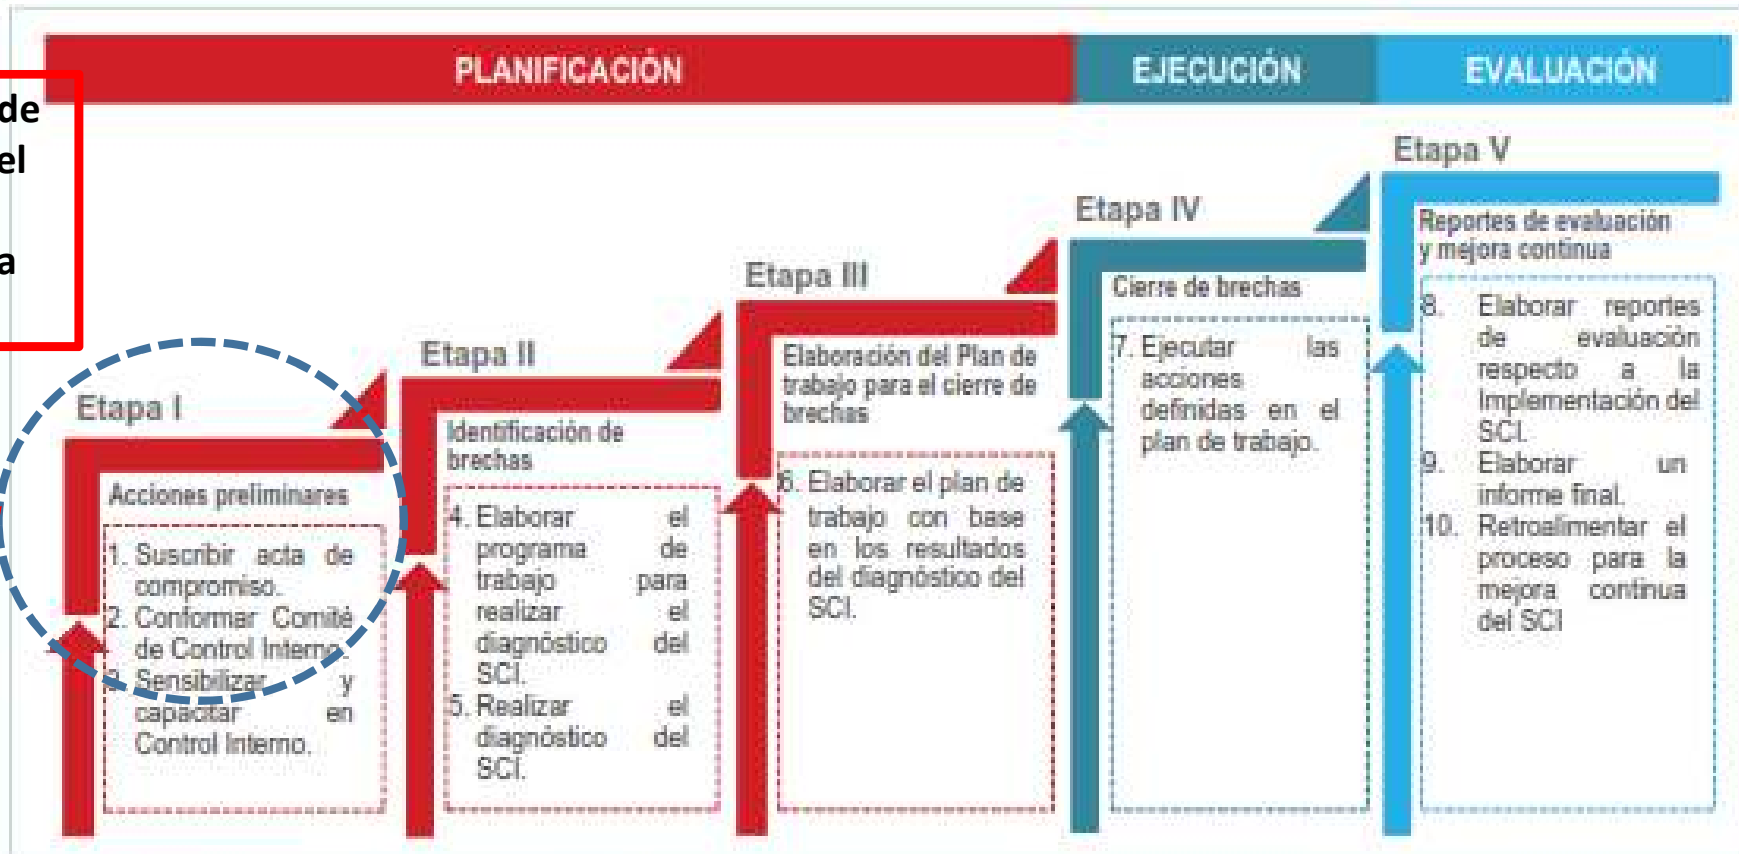 PLANIFICACIÓN
EJECUCIÓN
EVALUACIÓN
de
el
a
Etapa I
Acciones preliminares
1. Suscribir acta de
compromiso.
2. Conformar Comité
de Control Interno.
3. Sensibilizar y
capacitar en
Control Interno.
Etapa II
Identificación de
brechas
4. Elaborar el
programa de
trabajo para
realizar el
diagnóstico del
SCI.
5. Realizar el
diagnóstico del
SCI.
Etapa III
Elaboración del Plan de
trabajo para el cierre de
brechas
6. Elaborar el plan de
trabajo con base
en los resultados
del diagnóstico del
SCI.
Etapa IV
Cierre de brechas
7. Ejecutar las
acciones
definidas en el
plan de trabajo.
Etapa V
Reportes de evaluación
y mejora continua
8. Elaborar reportes
de evaluación
respecto a la
Implementación del
SCI.
9. Elaborar un
informe final.
10. Retroalimentar el
proceso para la
mejora continua
del SCI